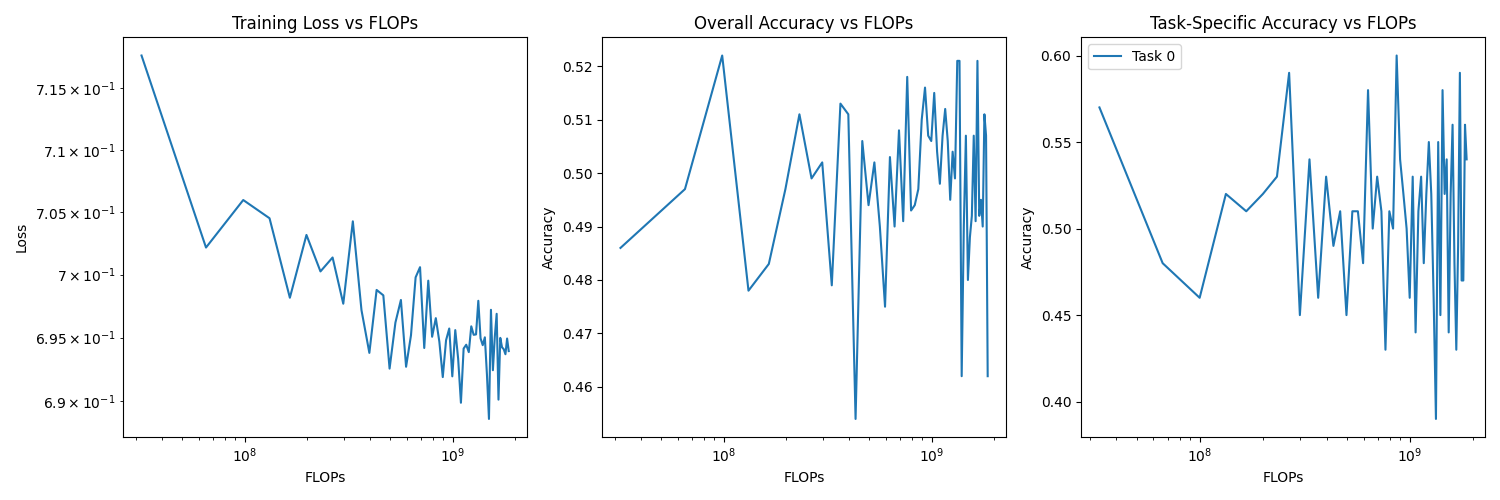 Training Loss vs FLOPs
7.15 × 10⁻¹
7.1 × 10⁻¹
7.05 × 10⁻¹
7 × 10⁻¹
6.95 × 10⁻¹
6.9 × 10⁻¹
Loss
10⁸
10⁹
FLOPs
Overall Accuracy vs FLOPs
0.52
0.51
0.50
0.49
0.48
0.47
0.46
Accuracy
10⁸
10⁹
FLOPs
Task-Specific Accuracy vs FLOPs
Task 0
0.60
0.55
0.50
0.45
0.40
Accuracy
10⁸
10⁹
FLOPs